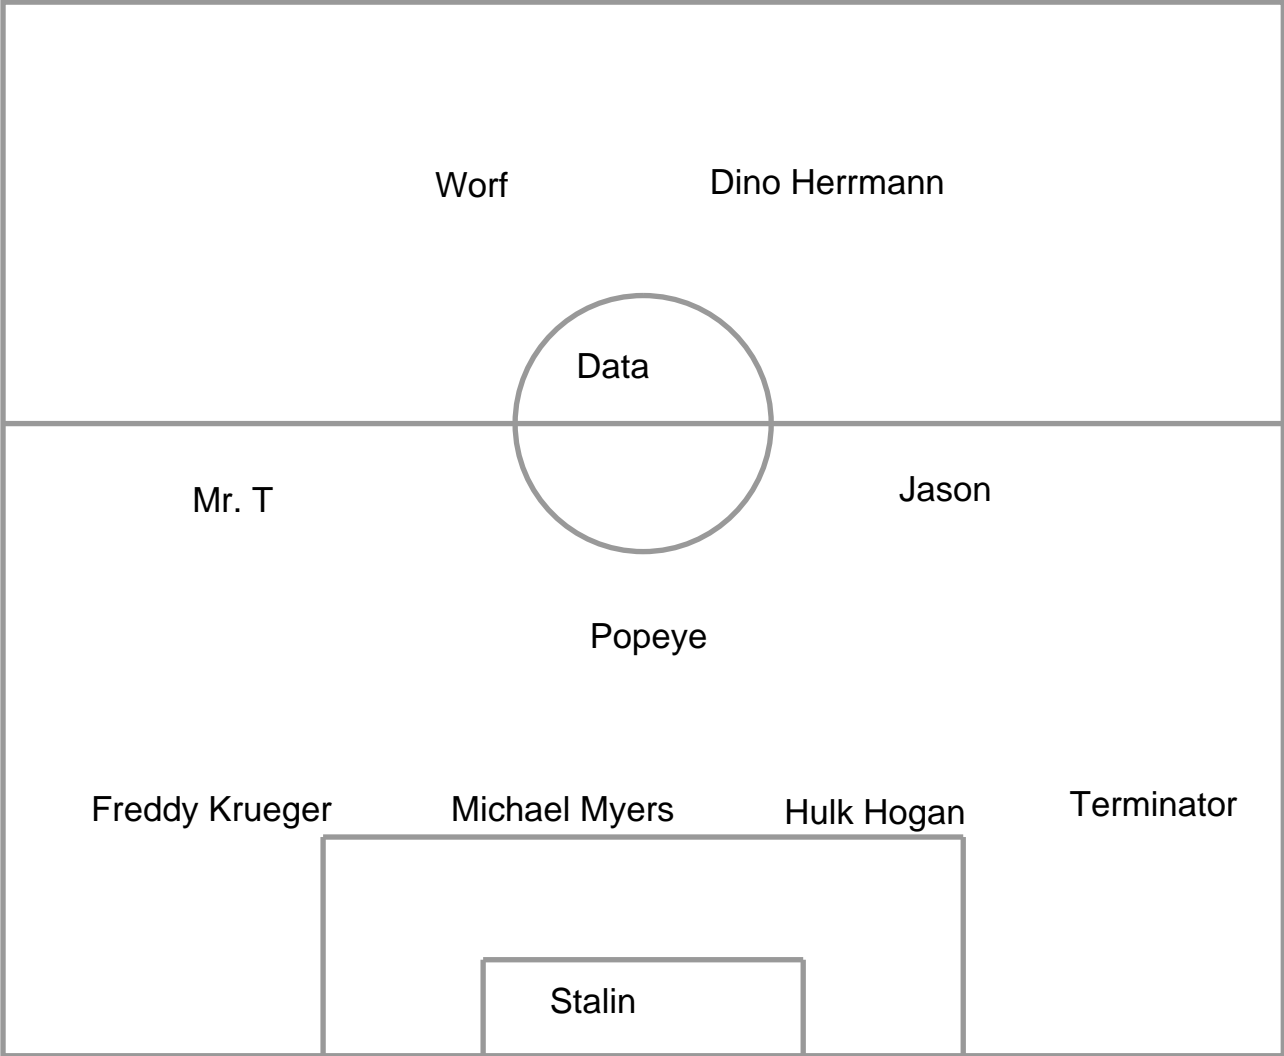 Worf
Dino Herrmann
Data
Mr. T
Jason
Popeye
Freddy Krueger
Michael Myers
Hulk Hogan
Terminator
Stalin